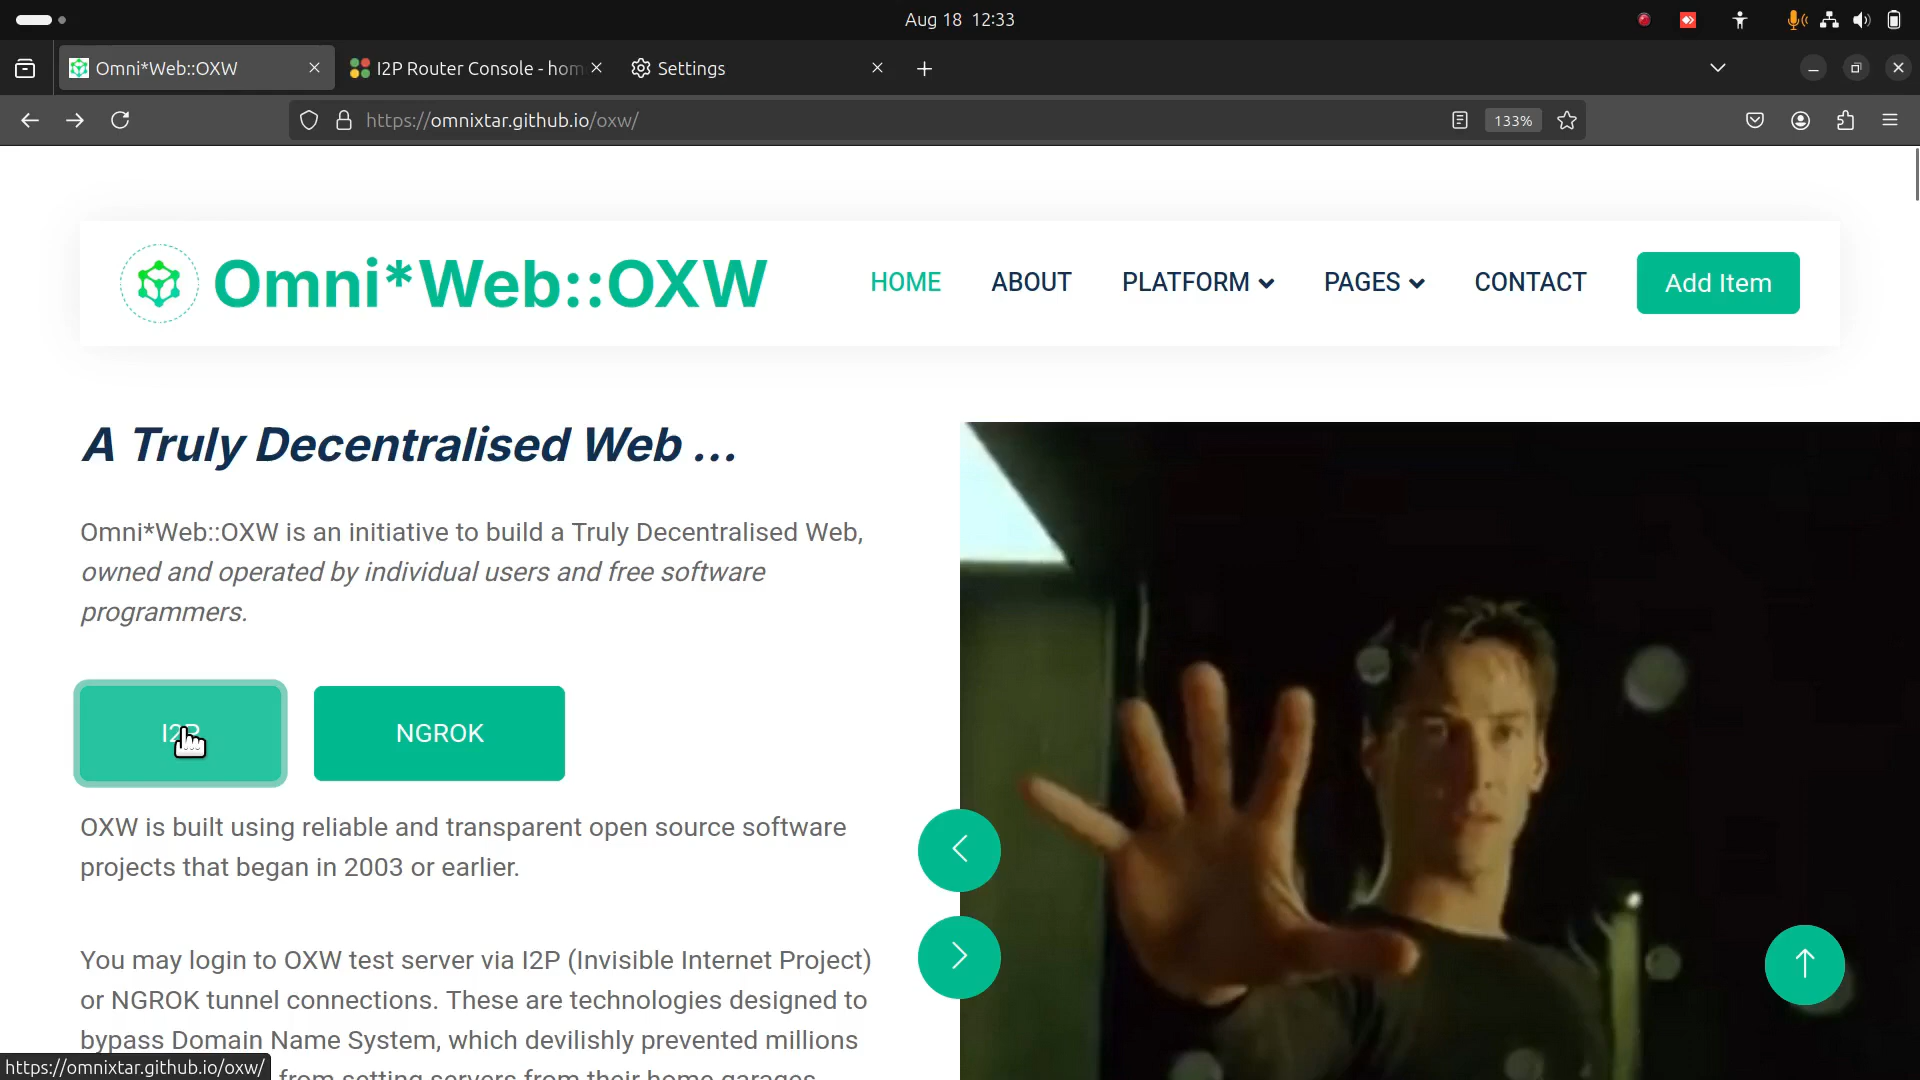 Aug 18 12:33
Omni*Web::OXW
I2P Router Console - hom
Settings
https://omnixtar.github.io/oxw/
133%
Omni*Web::OXW
HOME
ABOUT
PLATFORM
PAGES
CONTACT
Add Item
A Truly Decentralised Web ...
Omni*Web::OXW is an initiative to build a Truly Decentralised Web,
owned and operated by individual users and free software
programmers.
I2P
NGROK
OXW is built using reliable and transparent open source software
projects that began in 2003 or earlier.
You may login to OXW test server via I2P (Invisible Internet Project)
or NGROK tunnel connections. These are technologies designed to
bypass Domain Name System, which devilishly prevented millions
from setting servers from their home garages
https://omnixtar.github.io/oxw/